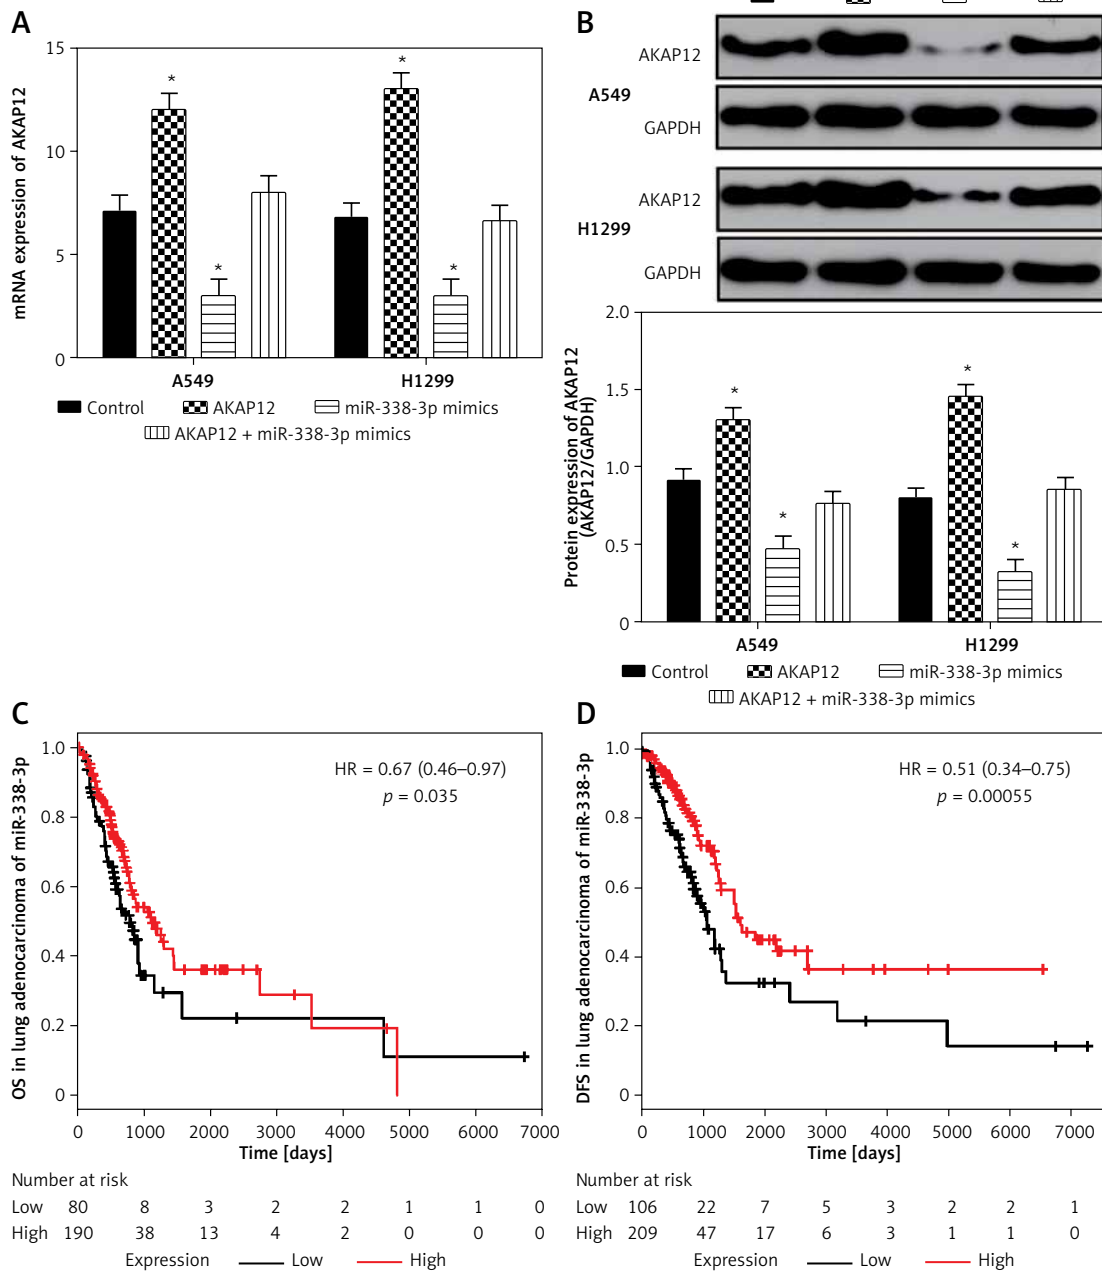 A
15
10
5
0
mRNA expression of AKAP12
*
*
*
*
A549
H1299
Control
AKAP12
miR-338-3p mimics
AKAP12 + miR-338-3p mimics
B
AKAP12
A549
GAPDH
AKAP12
H1299
GAPDH
2.0
1.5
1.0
0.5
0
Protein expression of AKAP12
(AKAP12/GAPDH)
*
*
*
*
A549
H1299
Control
AKAP12
miR-338-3p mimics
AKAP12 + miR-338-3p mimics
C
OS in lung adenocarcinoma of miR-338-3p
1.0
0.8
0.6
0.4
0.2
0
HR = 0.67 (0.46–0.97)
p = 0.035
0 1000 2000 3000 4000 5000 6000 7000
Time [days]
Number at risk
Low 80 8 3 2 2 1 1 0
High 190 38 13 4 2 0 0 0
Expression Low High
D
DFS in lung adenocarcinoma of miR-338-3p
1.0
0.8
0.6
0.4
0.2
0
HR = 0.51 (0.34–0.75)
p = 0.00055
0 1000 2000 3000 4000 5000 6000 7000
Time [days]
Number at risk
Low 106 22 7 5 3 2 2 1
High 209 47 17 6 3 1 1 0
Expression Low High